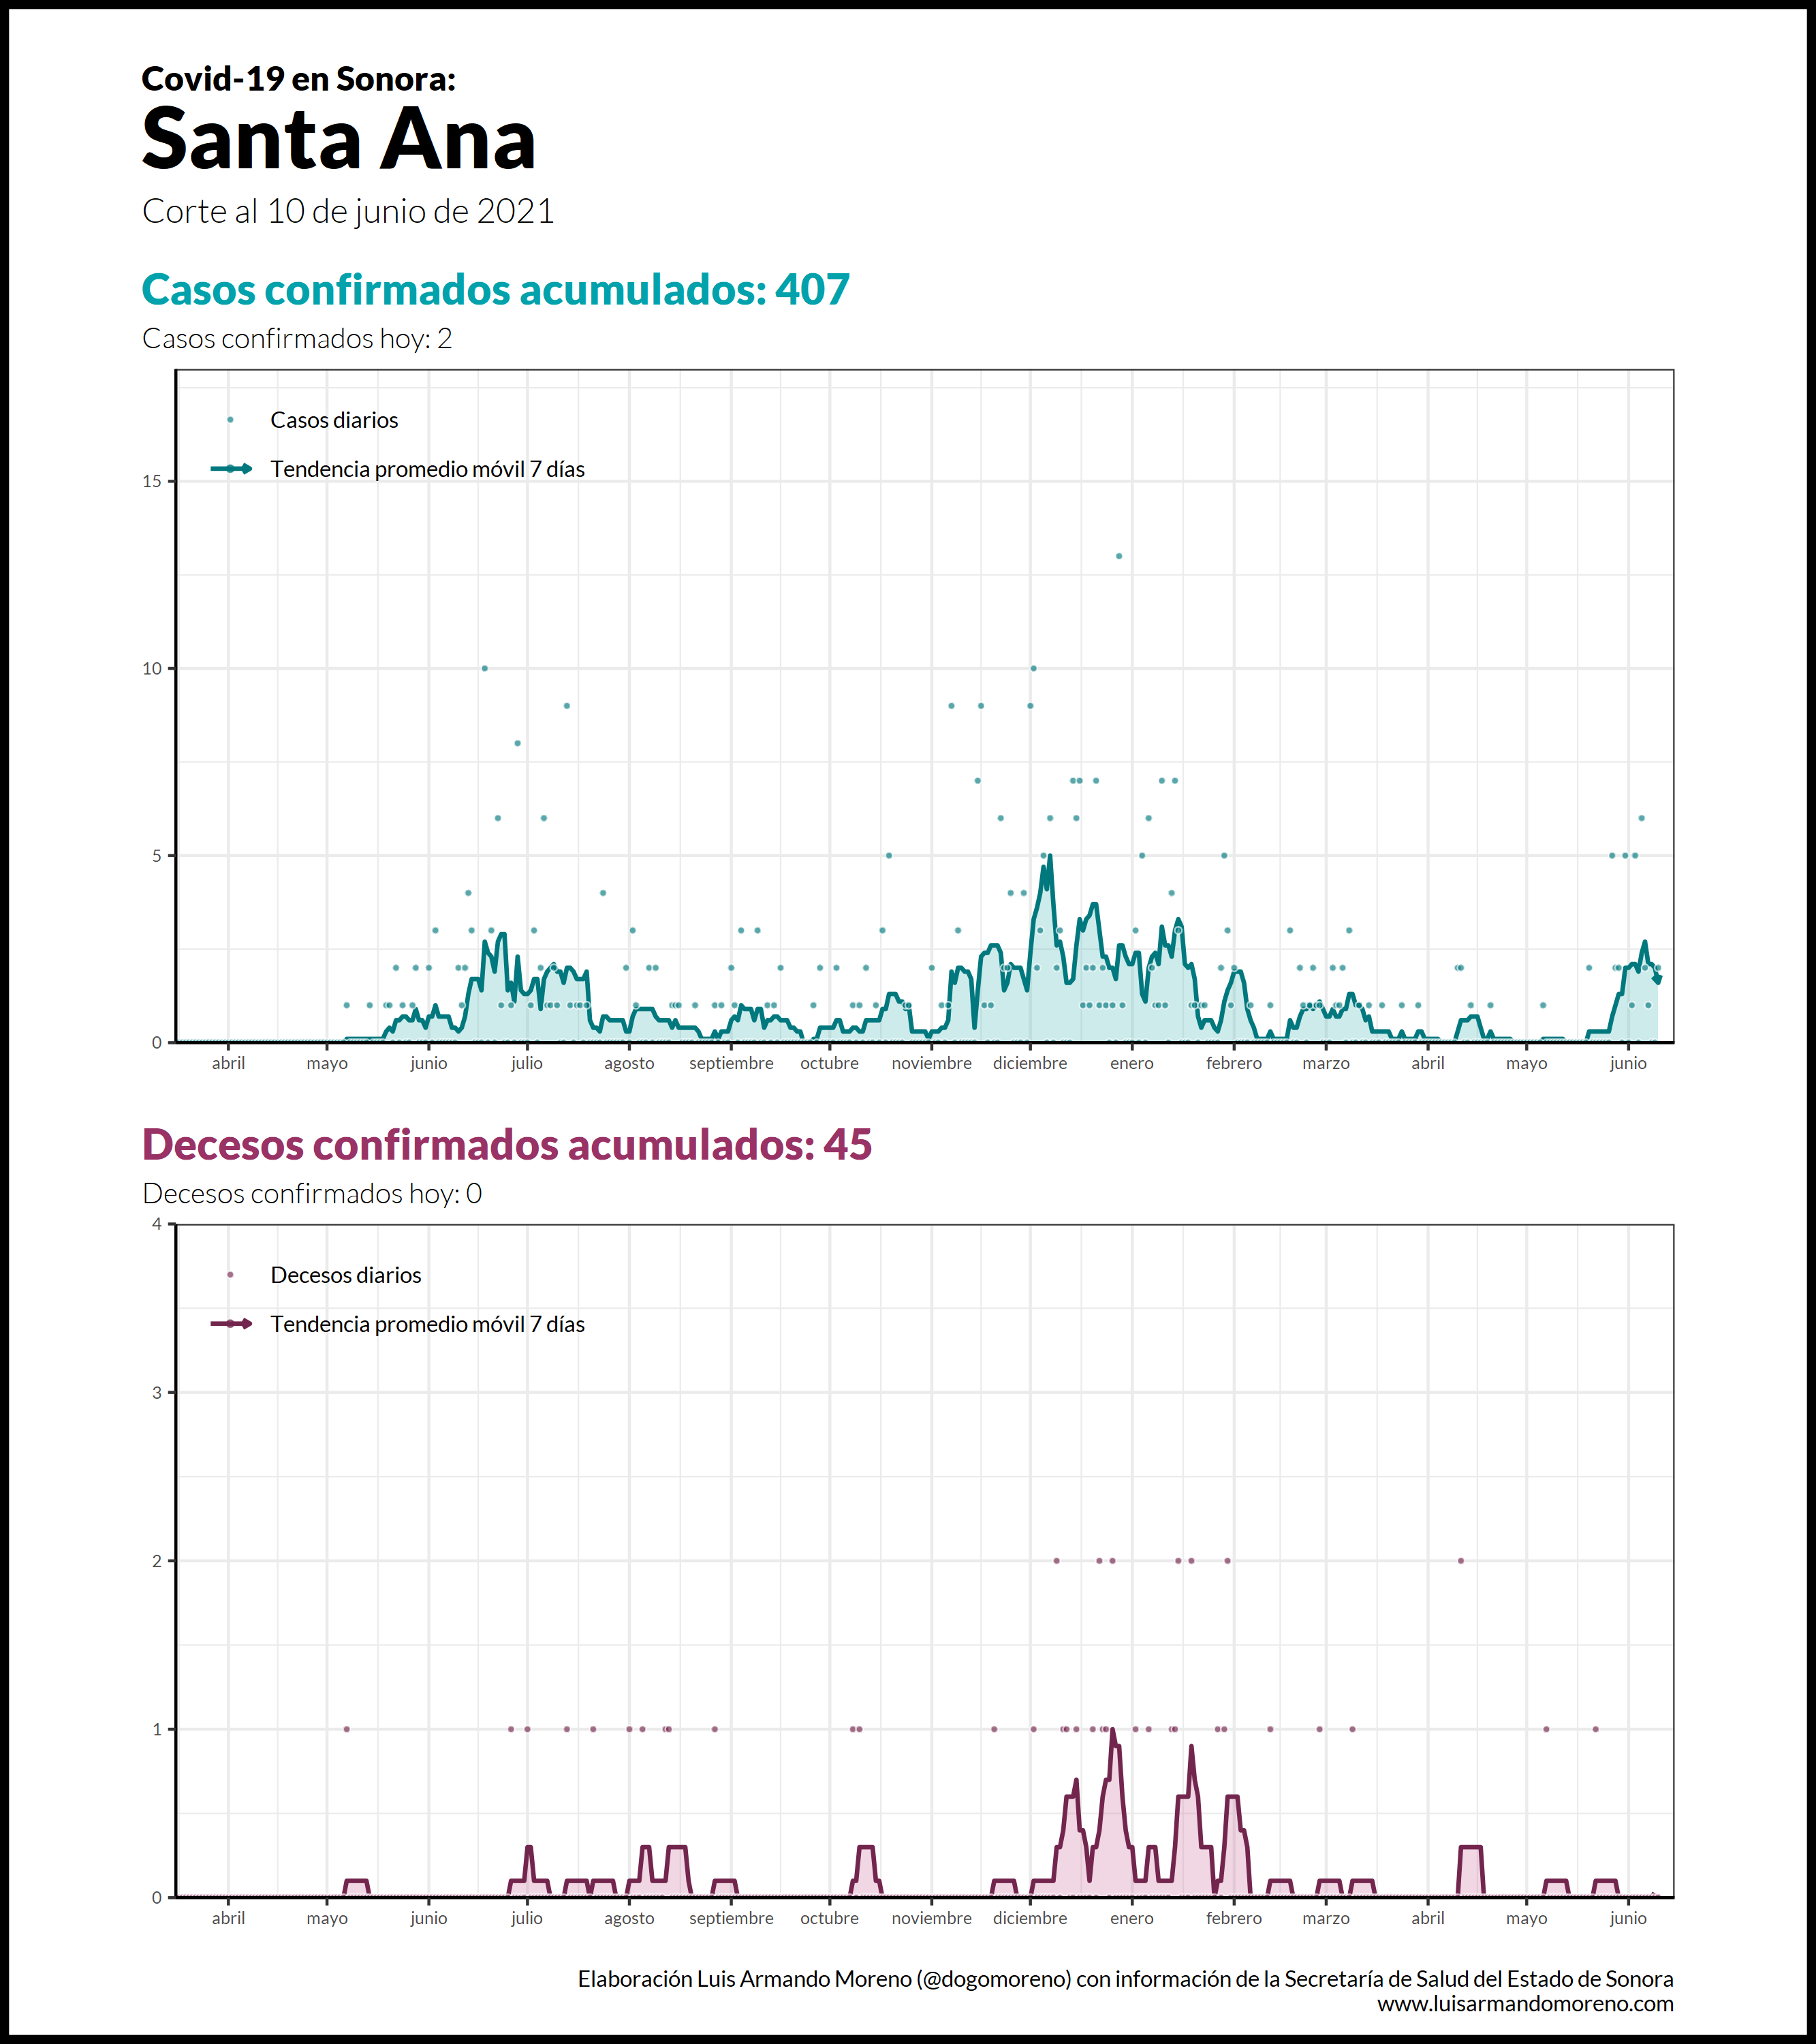 Covid-19 en Sonora:
Santa Ana
Corte al 10 de junio de 2021
Casos confirmados acumulados: 407
Casos confirmados hoy: 2
Casos diarios
Tendencia promedio móvil 7 días
15
10
5
0
abril mayo junio julio agosto septiembre octubre noviembre diciembre enero febrero marzo abril mayo junio
Decesos confirmados acumulados: 45
Decesos confirmados hoy: 0
4
Decesos diarios
Tendencia promedio móvil 7 días
3
2
1
0
abril mayo junio julio agosto septiembre octubre noviembre diciembre enero febrero marzo abril mayo junio
Elaboración Luis Armando Moreno (@dogomoreno) con información de la Secretaría de Salud del Estado de Sonora
www.luisarmandomoreno.com